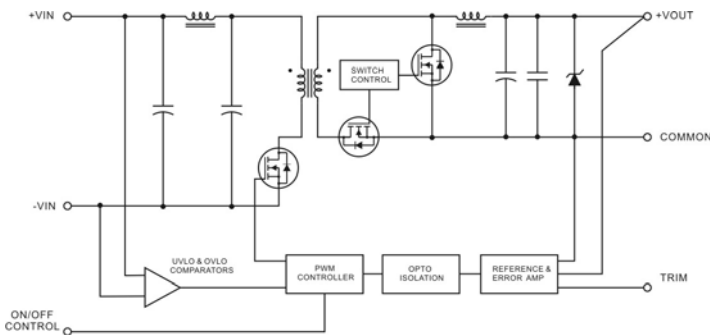 +VIN
+VOUT
SWITCH
CONTROL
COMMON
-VIN
UVLO & OVLO
COMPARATORS
PWM
CONTROLLER
OPTO
ISOLATION
REFERENCE &
ERROR AMP
TRIM
ON/OFF
CONTROL